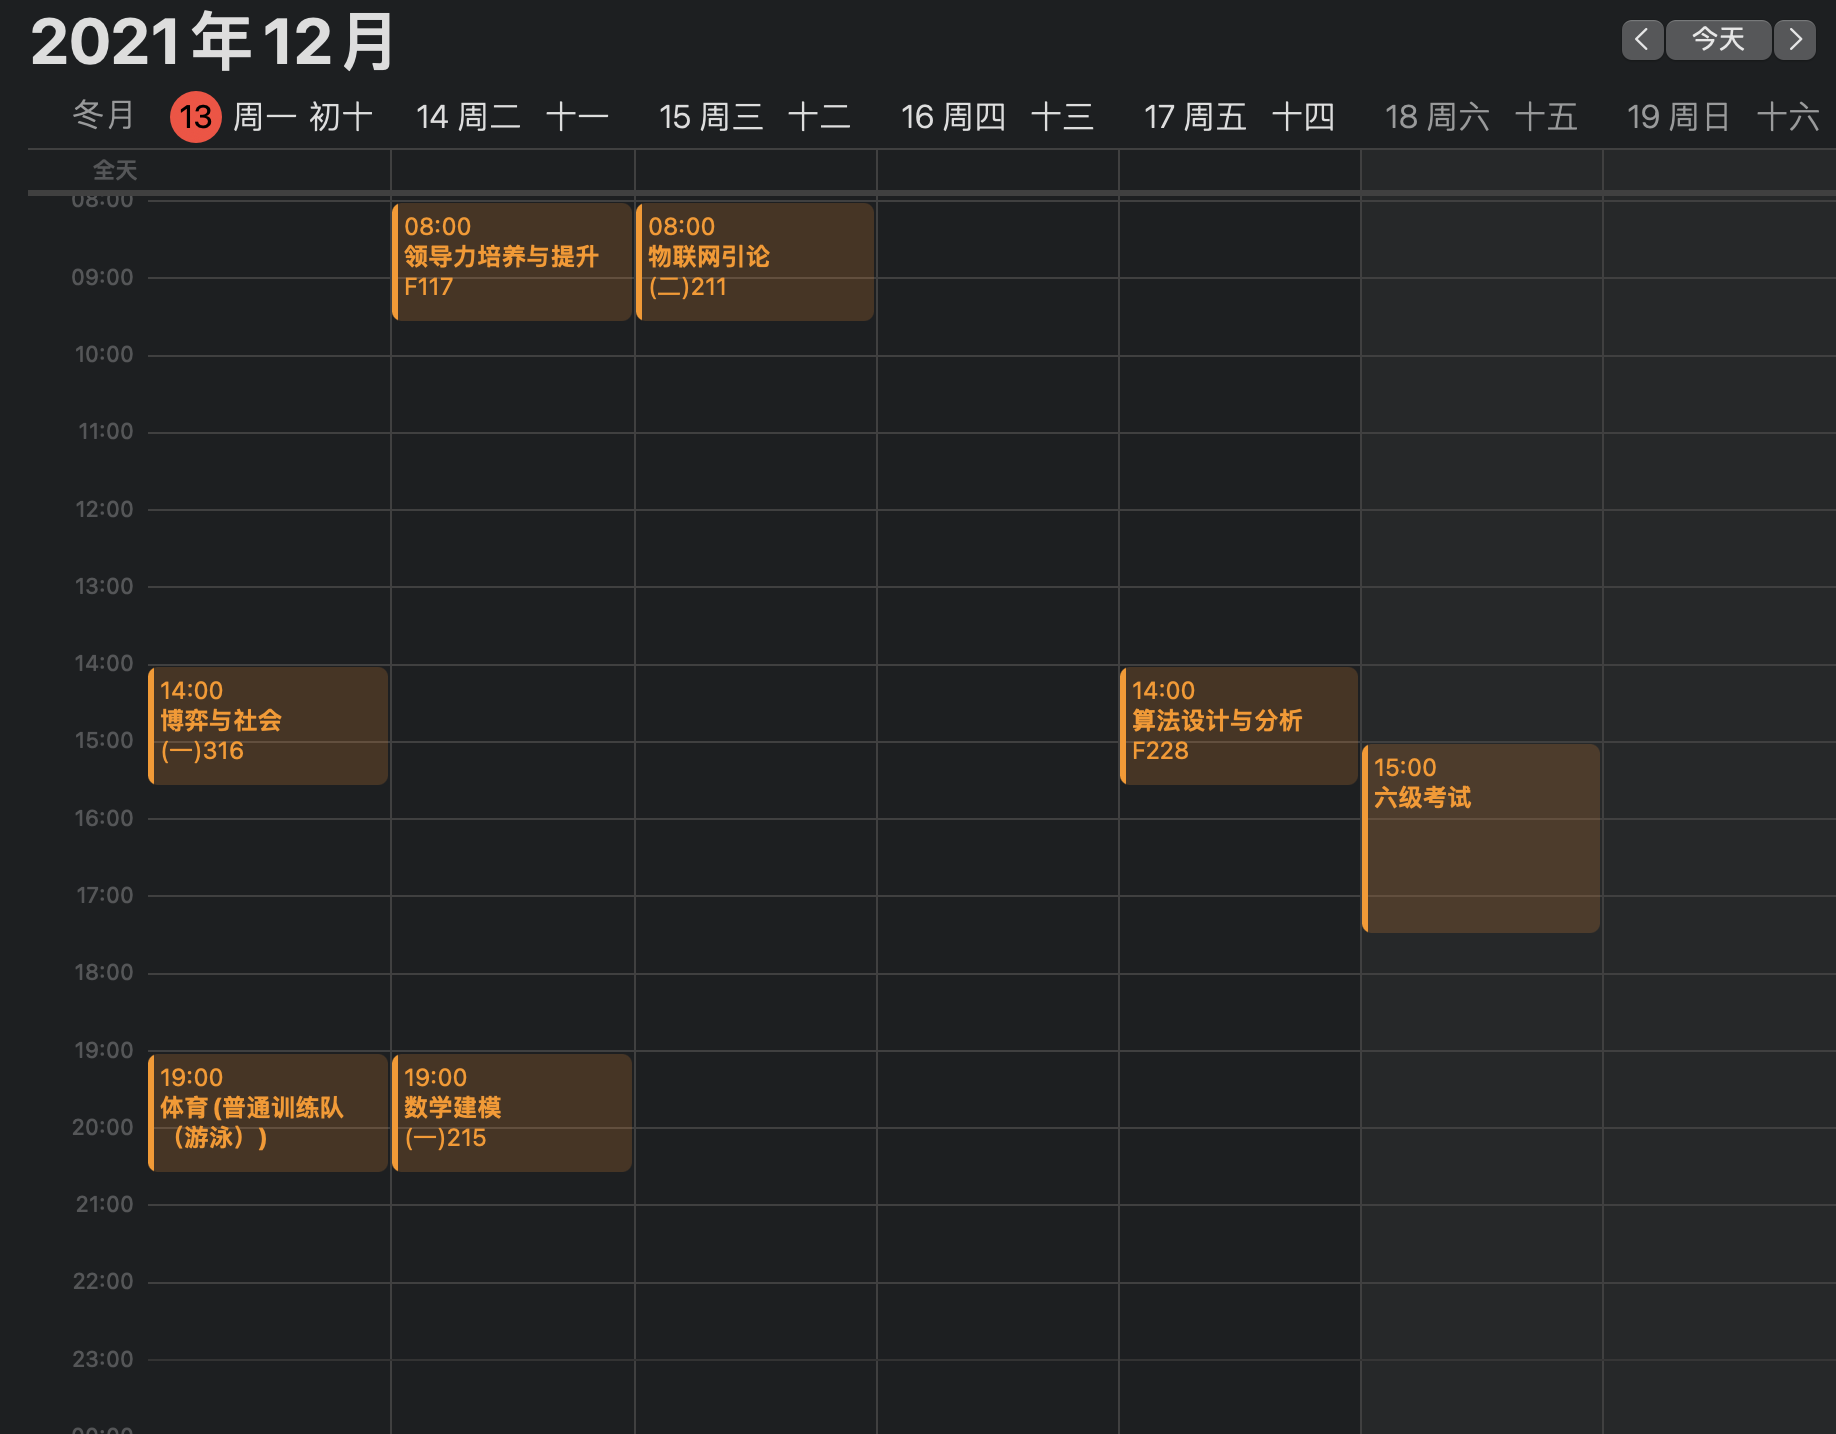 2021年12月
今天
冬月 13 周一 初十 14 周二 十一 15 周三 十二 16 周四 十三 17 周五 十四 18 周六 十五 19 周日 十六
全天
08:00
08:00
领导力培养与提升
F117
08:00
物联网引论
(二)211
09:00
10:00
11:00
12:00
13:00
14:00
14:00
博弈与社会
(一)316
14:00
算法设计与分析
F228
15:00
15:00
六级考试
16:00
17:00
18:00
19:00
19:00
体育(普通训练队
（游泳）)
19:00
数学建模
(一)215
20:00
21:00
22:00
23:00